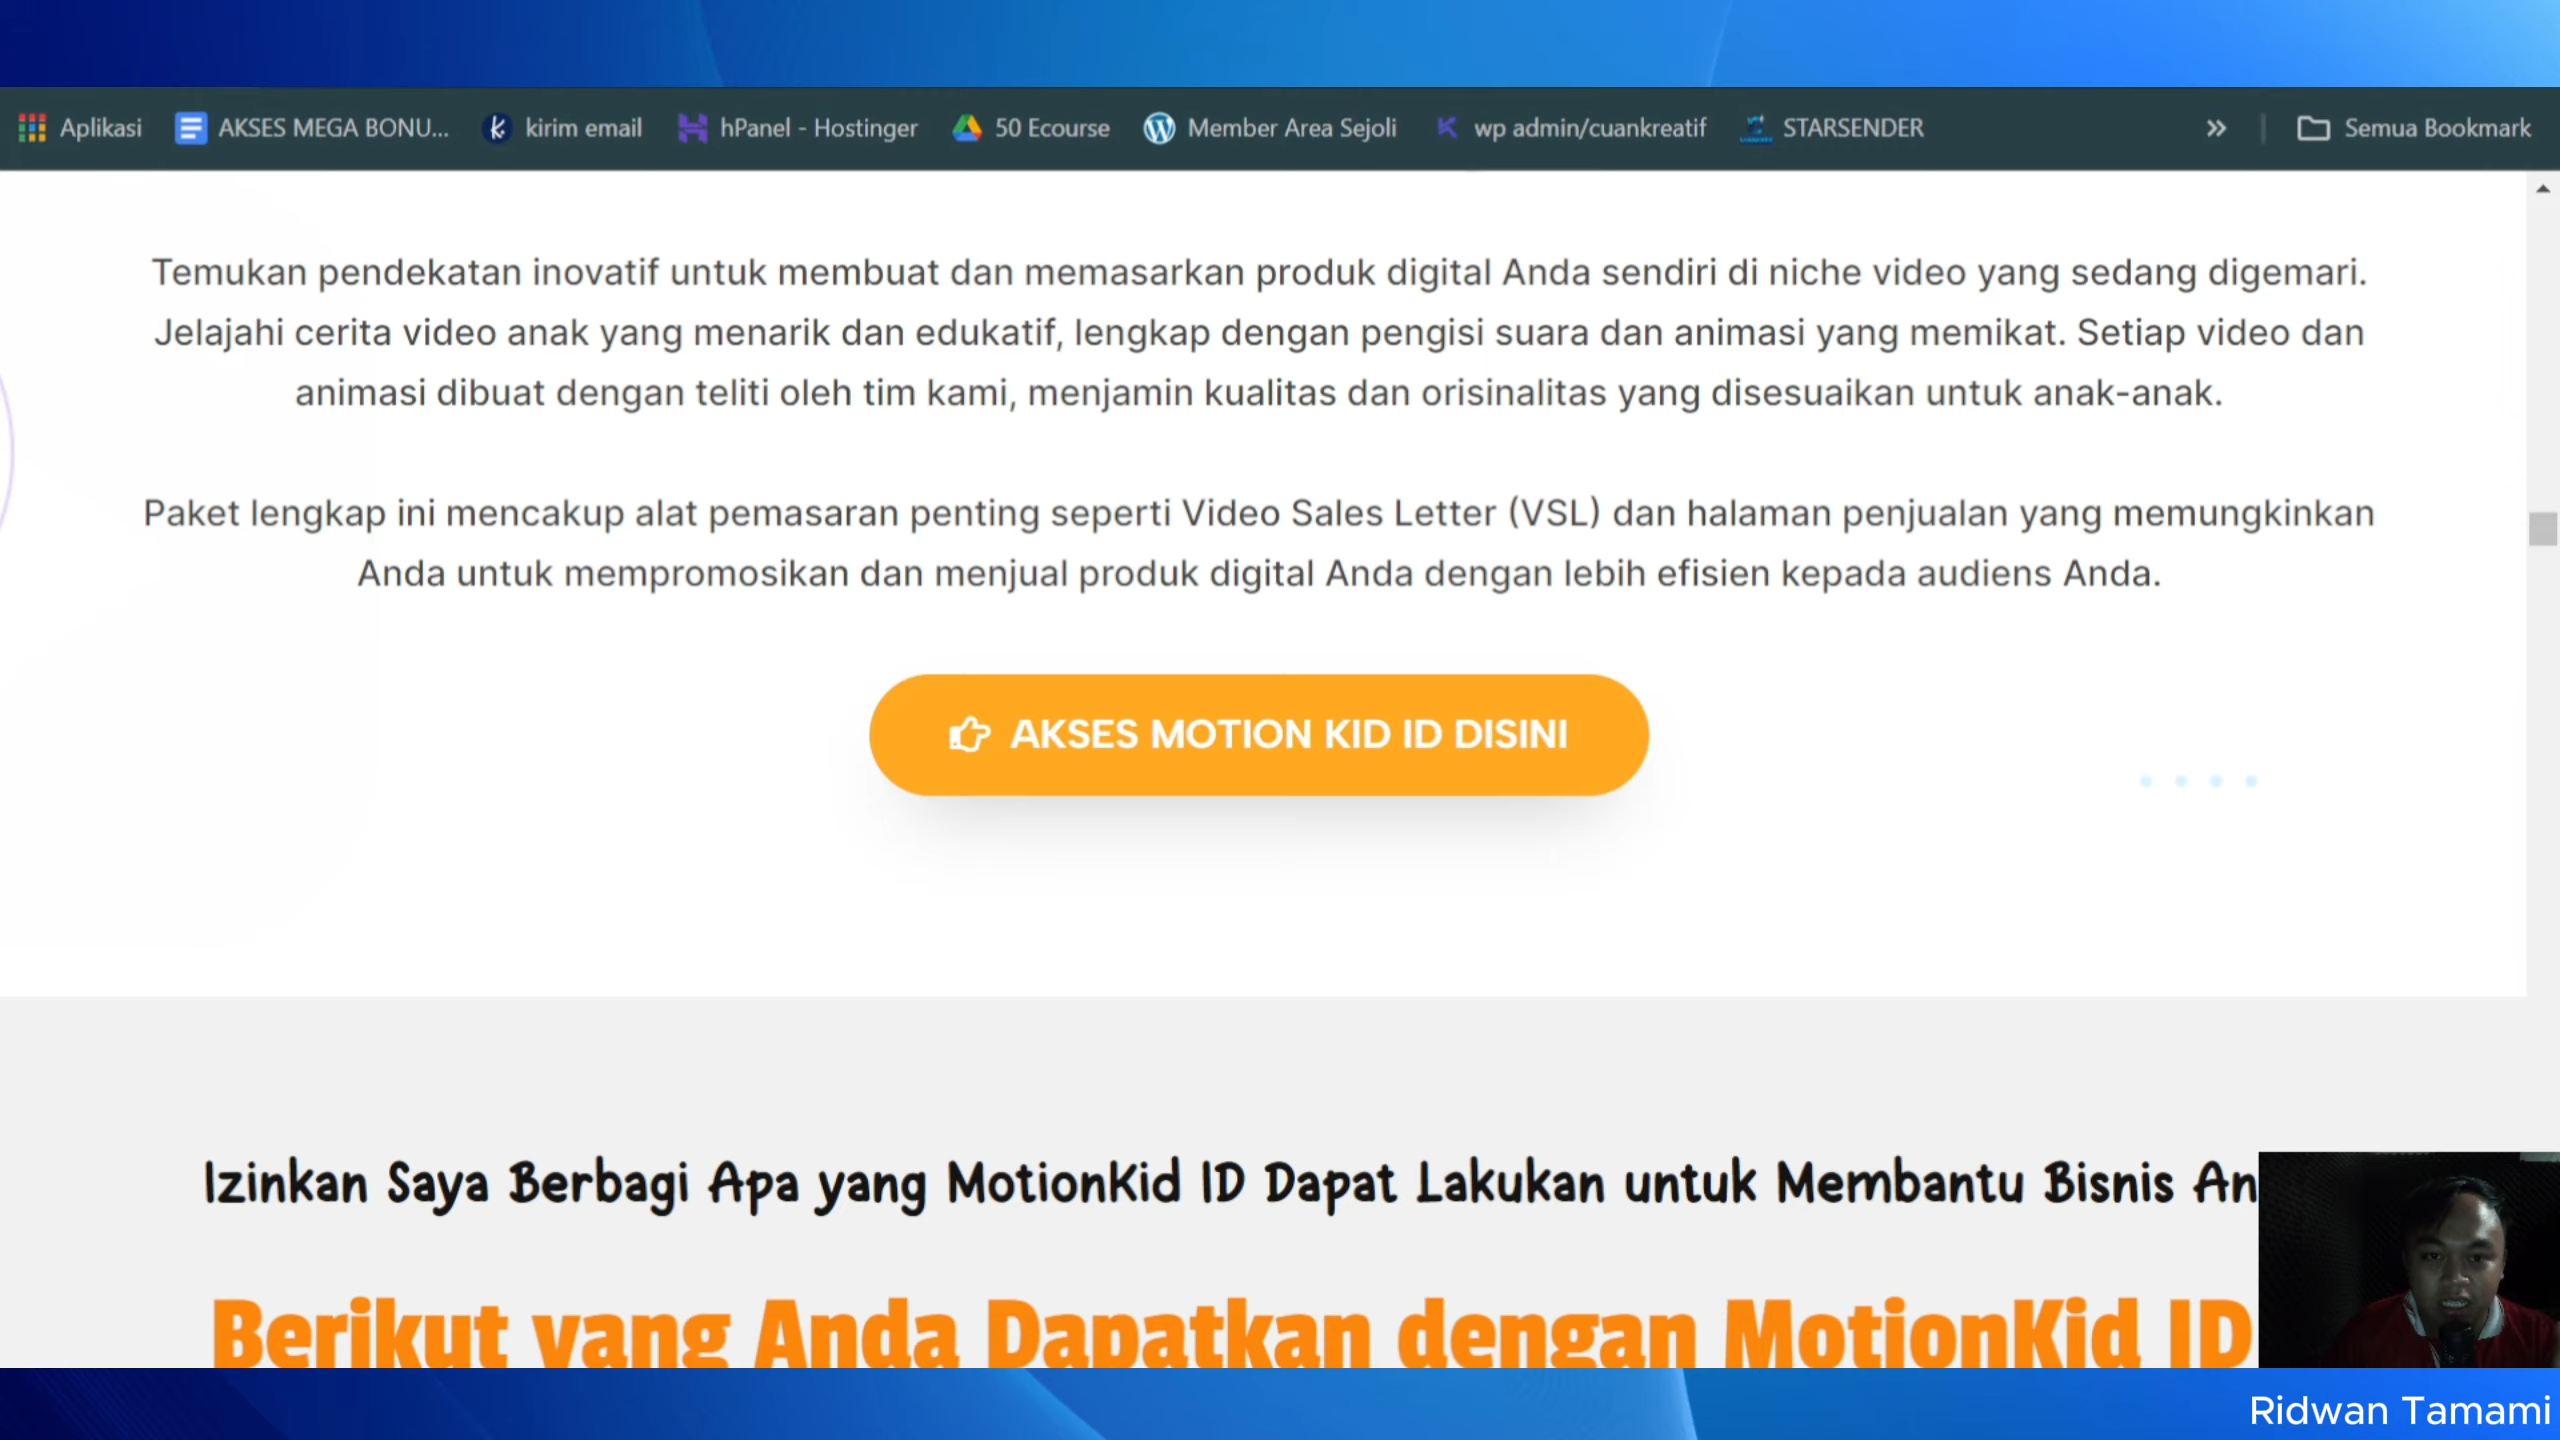 Aplikasi AKSES MEGA BONU... kirim email hPanel - Hostinger 50 Ecourse Member Area Sejoli wp admin/cuankreatif STARSENDER » Semua Bookmark
Temukan pendekatan inovatif untuk membuat dan memasarkan produk digital Anda sendiri di niche video yang sedang digemari.
Jelajahi cerita video anak yang menarik dan edukatif, lengkap dengan pengisi suara dan animasi yang memikat. Setiap video dan
animasi dibuat dengan teliti oleh tim kami, menjamin kualitas dan orisinalitas yang disesuaikan untuk anak-anak.
Paket lengkap ini mencakup alat pemasaran penting seperti Video Sales Letter (VSL) dan halaman penjualan yang memungkinkan
Anda untuk mempromosikan dan menjual produk digital Anda dengan lebih efisien kepada audiens Anda.
AKSES MOTION KID ID DISINI
Izinkan Saya Berbagi Apa yang MotionKid ID Dapat Lakukan untuk Membantu Bisnis An
Berikut yang Anda Dapatkan dengan MotionKid ID
Ridwan Tamami